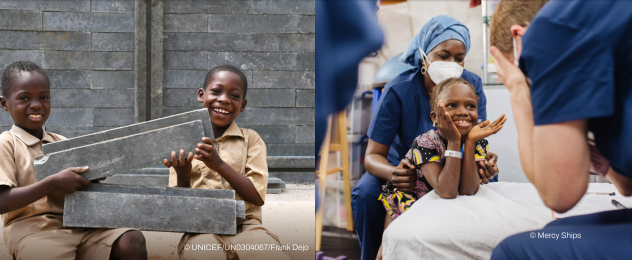 © UNICEF/UN0304067/Frank Dejo
© Mercy Ships